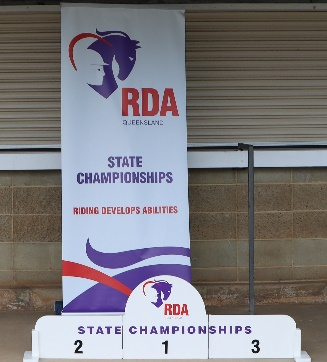 RDA
QUEENSLAND
STATE
CHAMPIONSHIPS
RIDING DEVELOPS ABILITIES
RDA
STATE CHAMPIONSHIPS
2 1 3